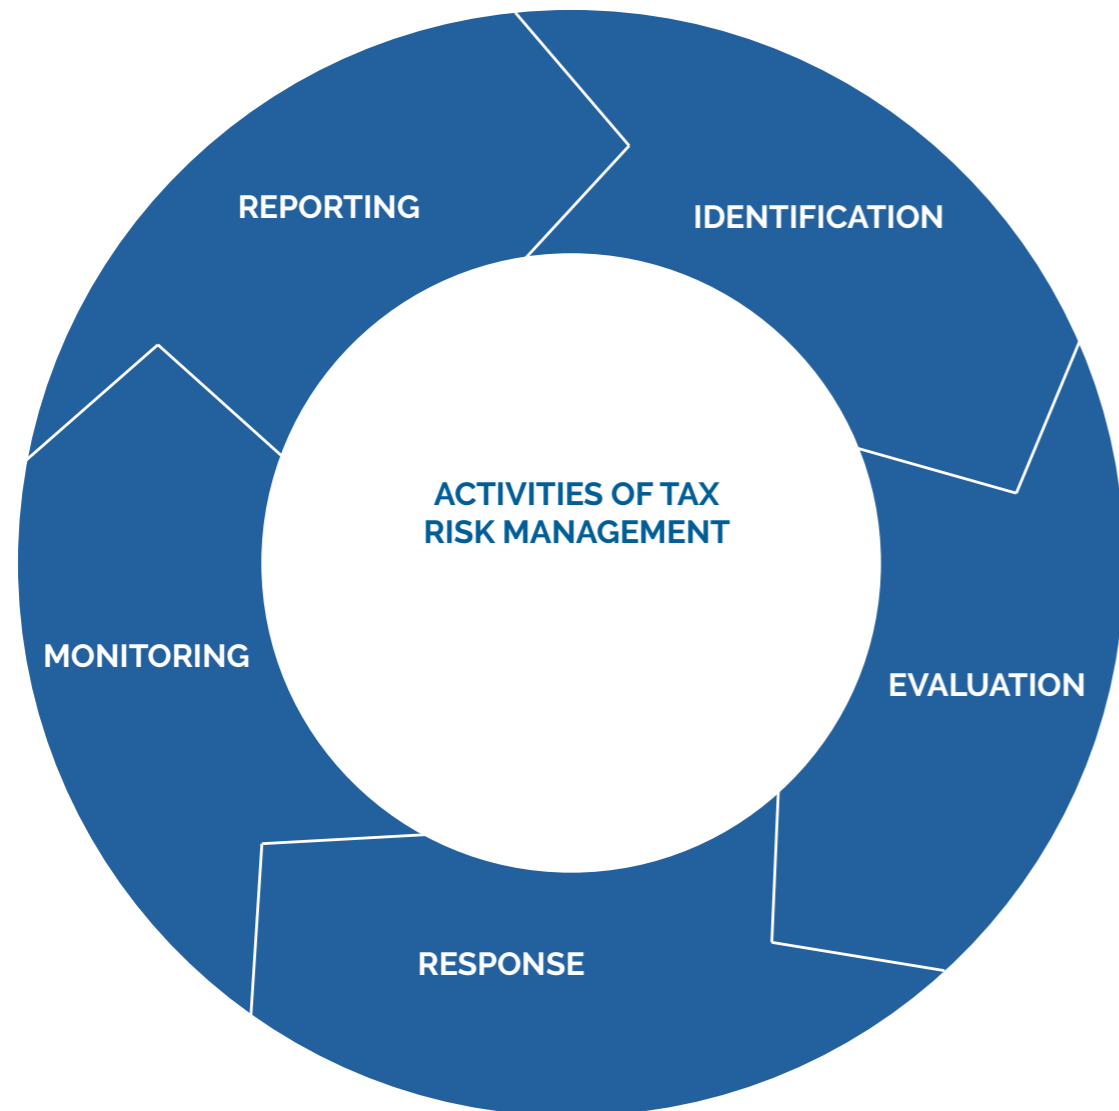 REPORTING
IDENTIFICATION
ACTIVITIES OF TAX
RISK MANAGEMENT
MONITORING
EVALUATION
RESPONSE